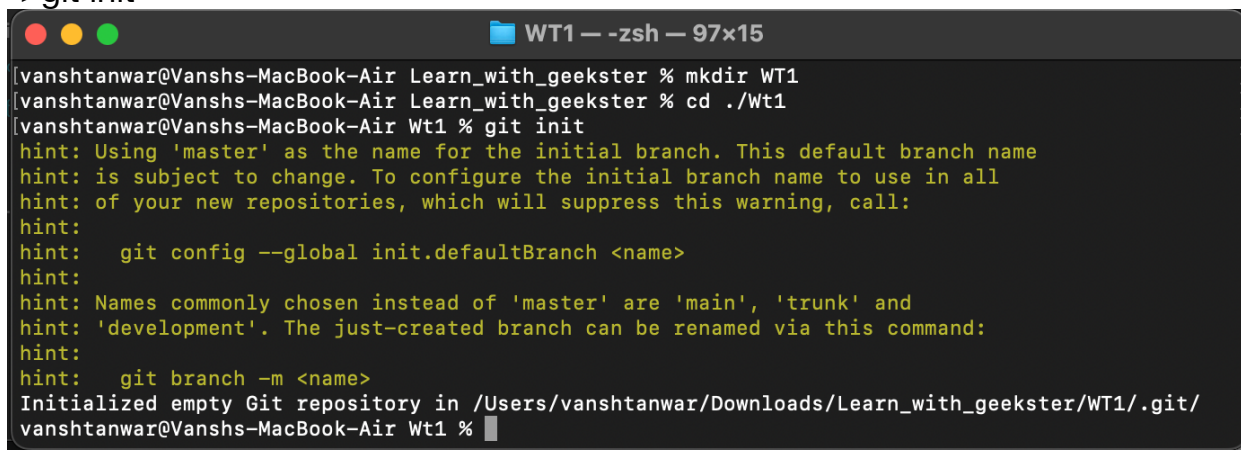 > git init
WT1 — -zsh — 97×15
[vanshtanwar@Vanshs-MacBook-Air Learn_with_geekster % mkdir WT1
[vanshtanwar@Vanshs-MacBook-Air Learn_with_geekster % cd ./Wt1
[vanshtanwar@Vanshs-MacBook-Air Wt1 % git init
hint: Using 'master' as the name for the initial branch. This default branch name
hint: is subject to change. To configure the initial branch name to use in all
hint: of your new repositories, which will suppress this warning, call:
hint:
hint:   git config --global init.defaultBranch <name>
hint:
hint: Names commonly chosen instead of 'master' are 'main', 'trunk' and
hint: 'development'. The just-created branch can be renamed via this command:
hint:
hint:   git branch -m <name>
Initialized empty Git repository in /Users/vanshtanwar/Downloads/Learn_with_geekster/WT1/.git/
vanshtanwar@Vanshs-MacBook-Air Wt1 %